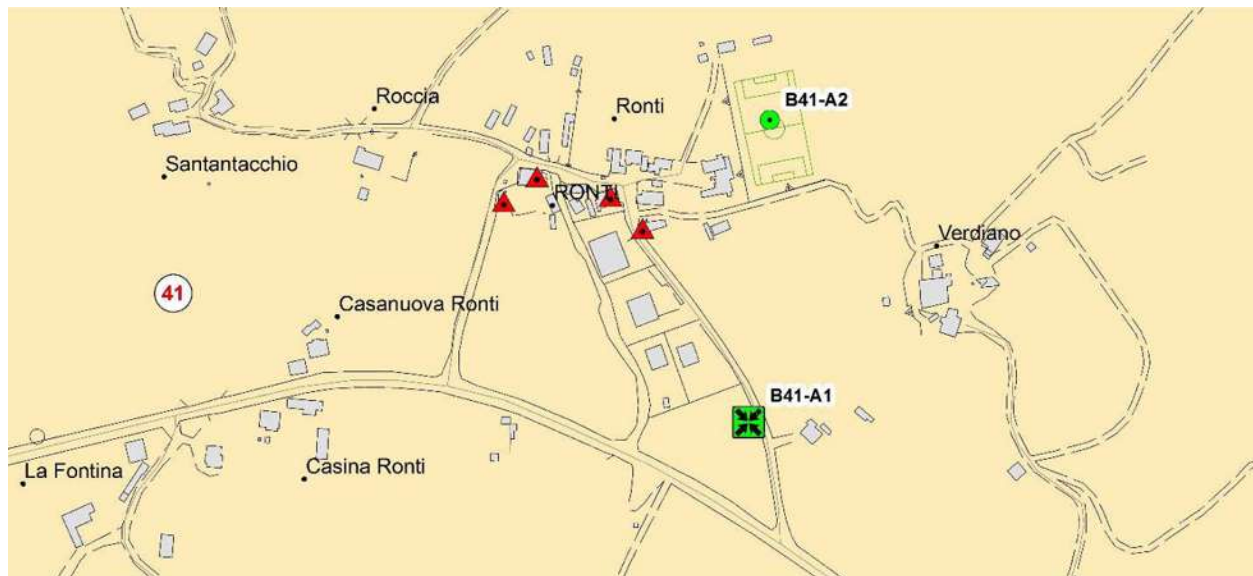 B41-A2
Roccia
Ronti
Santantacchio
RONTI
Verdiano
41
Casanuova Ronti
B41-A1
La Fontina
Casina Ronti